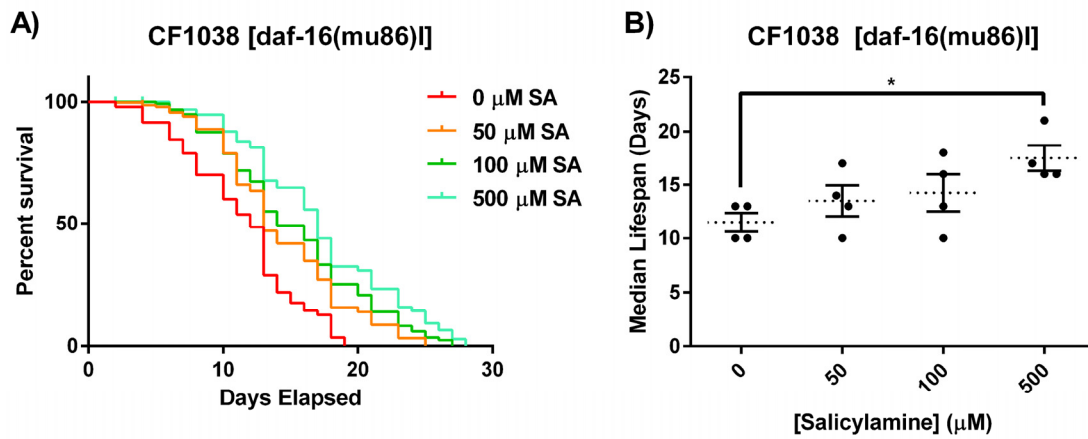 A)
CF1038 [daf-16(mu86)I]
Percent survival
100
50
0
0 10 20 30
Days Elapsed
0 μM SA
50 μM SA
100 μM SA
500 μM SA
B)
CF1038 [daf-16(mu86)I]
Median Lifespan (Days)
25
20
15
10
5
0
*
0 50 100 500
[Salicylamine] (μM)